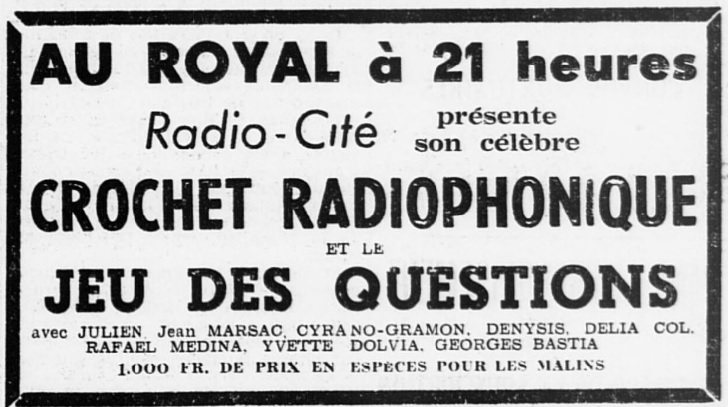 AU ROYAL à 21 heures
Radio-Cité présente
son célèbre
CROCHET RADIOPHONIQUE
ET LE
JEU DES QUESTIONS
avec JULIEN, Jean MARSAC, CYRANO-GRAMON, DENYSIS, DELIA COL.
RAFAEL MEDINA, YVETTE DOLVIA, GEORGES BASTIA
1.000 FR. DE PRIX EN ESPÈCES POUR LES MALINS